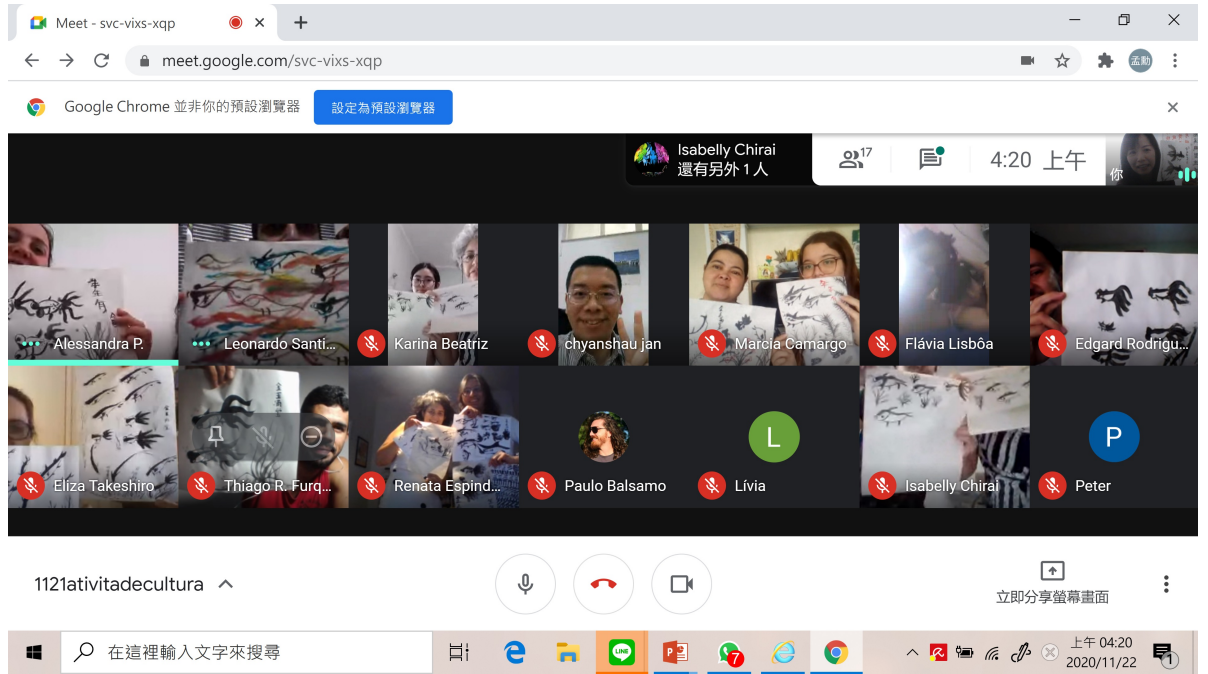 Meet - svc-vixs-xqp
meet.google.com/svc-vixs-xqp
孟勳
Google Chrome 並非你的預設瀏覽器
設定為預設瀏覽器
Isabelly Chirai
還有另外 1 人
17
4:20 上午
你
Alessandra P.
Leonardo Santi...
Karina Beatriz
chyanshau jan
Marcia Camargo
Flávia Lisbôa
Edgard Rodrigu...
Eliza Takeshiro
Thiago R. Furq...
Renata Espind...
Paulo Balsamo
L
Lívia
Isabelly Chirai
P
Peter
1121ativitadecultura
立即分享螢幕畫面
在這裡輸入文字來搜尋
LINE
7
上午 04:20
2020/11/22
1